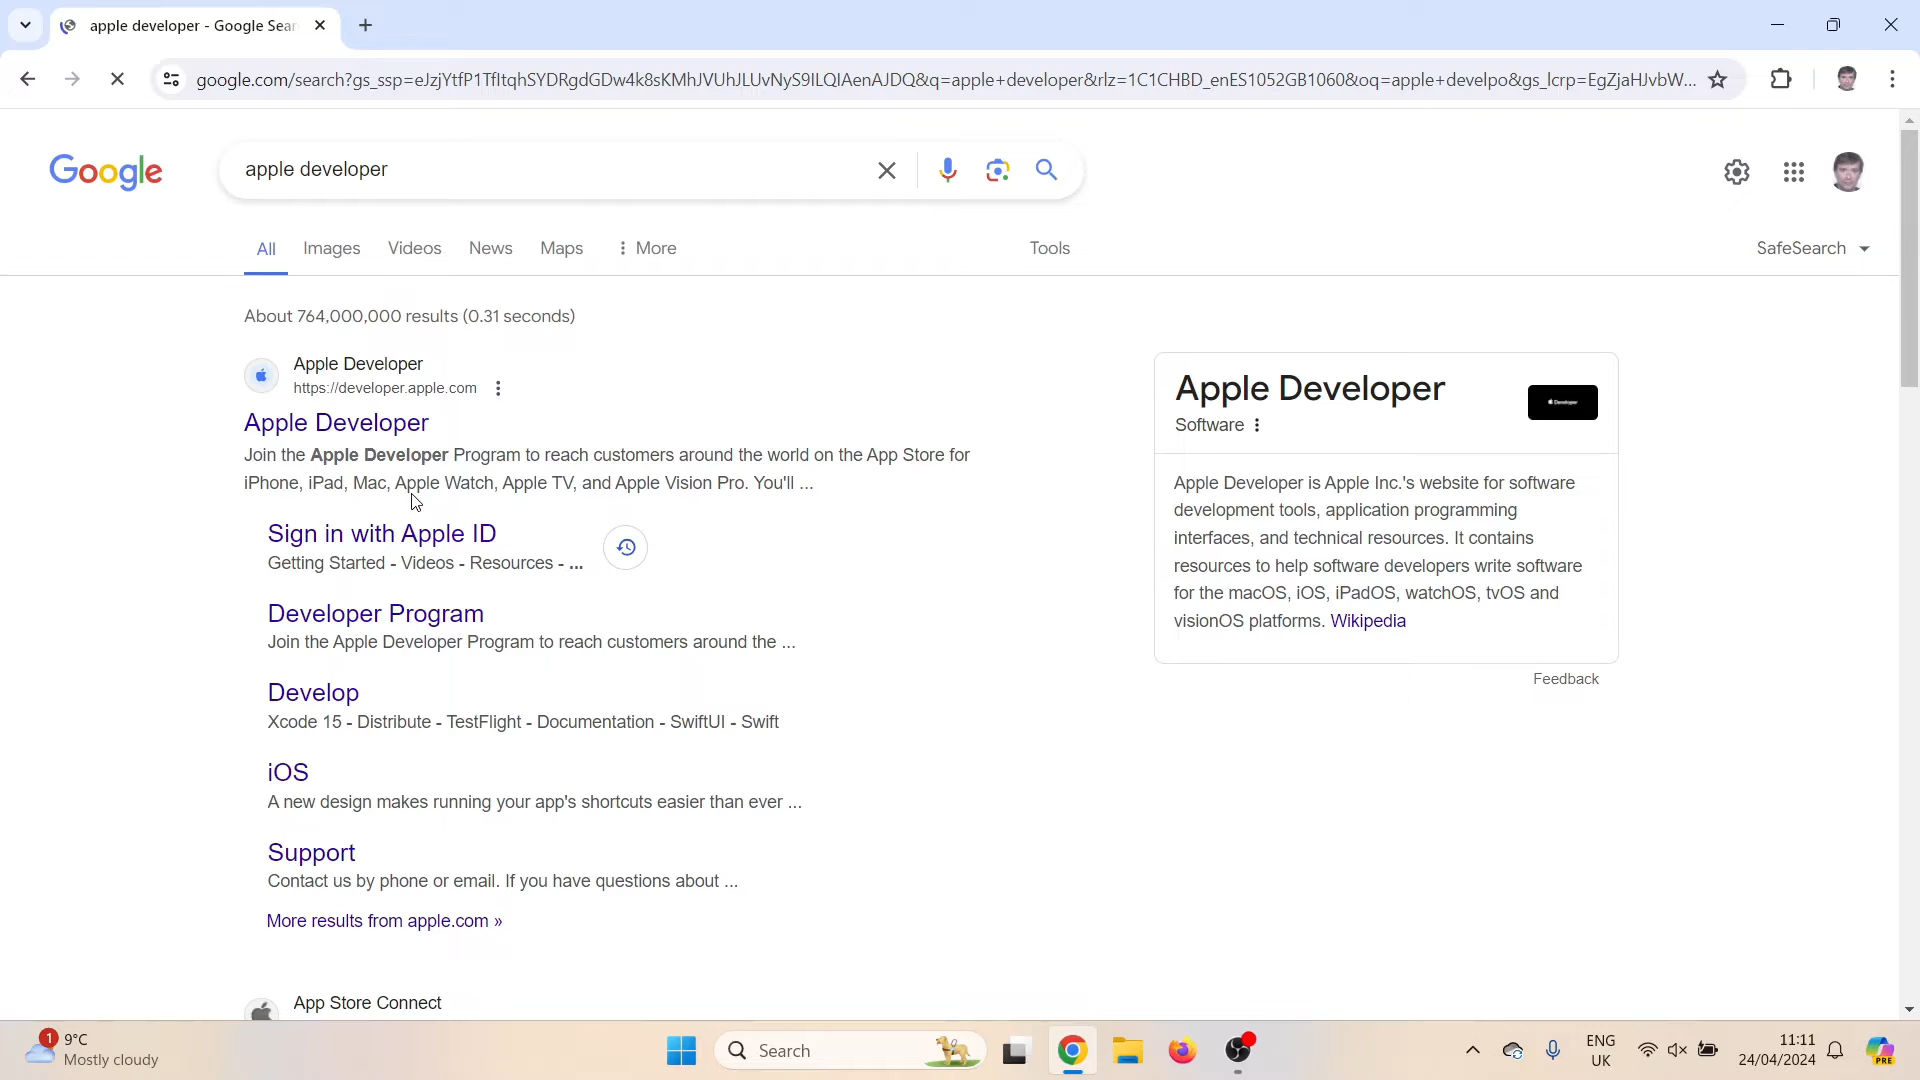 apple developer - Google Sear
google.com/search?gs_ssp=eJzjYtfP1TfItqhSYDRgdGDw4k8sKMhJVUhJLUvNyS9ILQIAenAJDQ&q=apple+developer&rlz=1C1CHBD_enES1052GB1060&oq=apple+develpo&gs_lcrp=EgZjaHJvbW...
Google
apple developer
All Images Videos News Maps More Tools SafeSearch
About 764,000,000 results (0.31 seconds)
Apple Developer
https://developer.apple.com
Apple Developer
Join the Apple Developer Program to reach customers around the world on the App Store for
iPhone, iPad, Mac, Apple Watch, Apple TV, and Apple Vision Pro. You'll ...
Sign in with Apple ID
Getting Started - Videos - Resources - ...
Developer Program
Join the Apple Developer Program to reach customers around the ...
Develop
Xcode 15 - Distribute - TestFlight - Documentation - SwiftUI - Swift
iOS
A new design makes running your app's shortcuts easier than ever ...
Support
Contact us by phone or email. If you have questions about ...
More results from apple.com »
App Store Connect
Apple Developer
Developer
Software
Apple Developer is Apple Inc.'s website for software
development tools, application programming
interfaces, and technical resources. It contains
resources to help software developers write software
for the macOS, iOS, iPadOS, watchOS, tvOS and
visionOS platforms. Wikipedia
Feedback
1
9°C
Mostly cloudy
Search
ENG
UK
11:11
24/04/2024
PRE